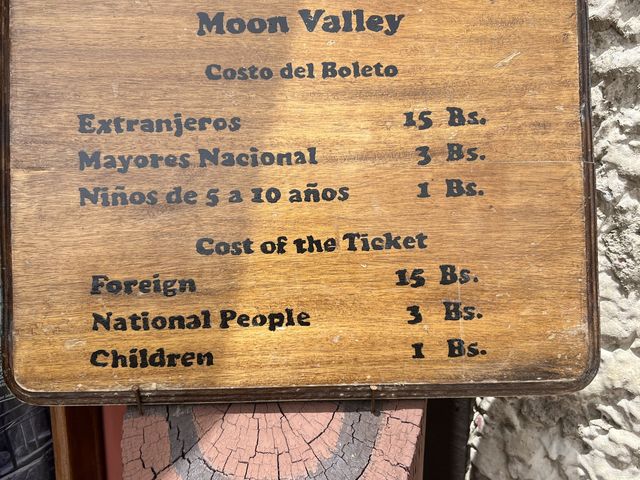 Moon Valley
Costo del Boleto
Extranjeros 15 Bs.
Mayores Nacional 3 Bs.
Niños de 5 a 10 años 1 Bs.
Cost of the Ticket
Foreign 15 Bs.
National People 3 Bs.
Children 1 Bs.